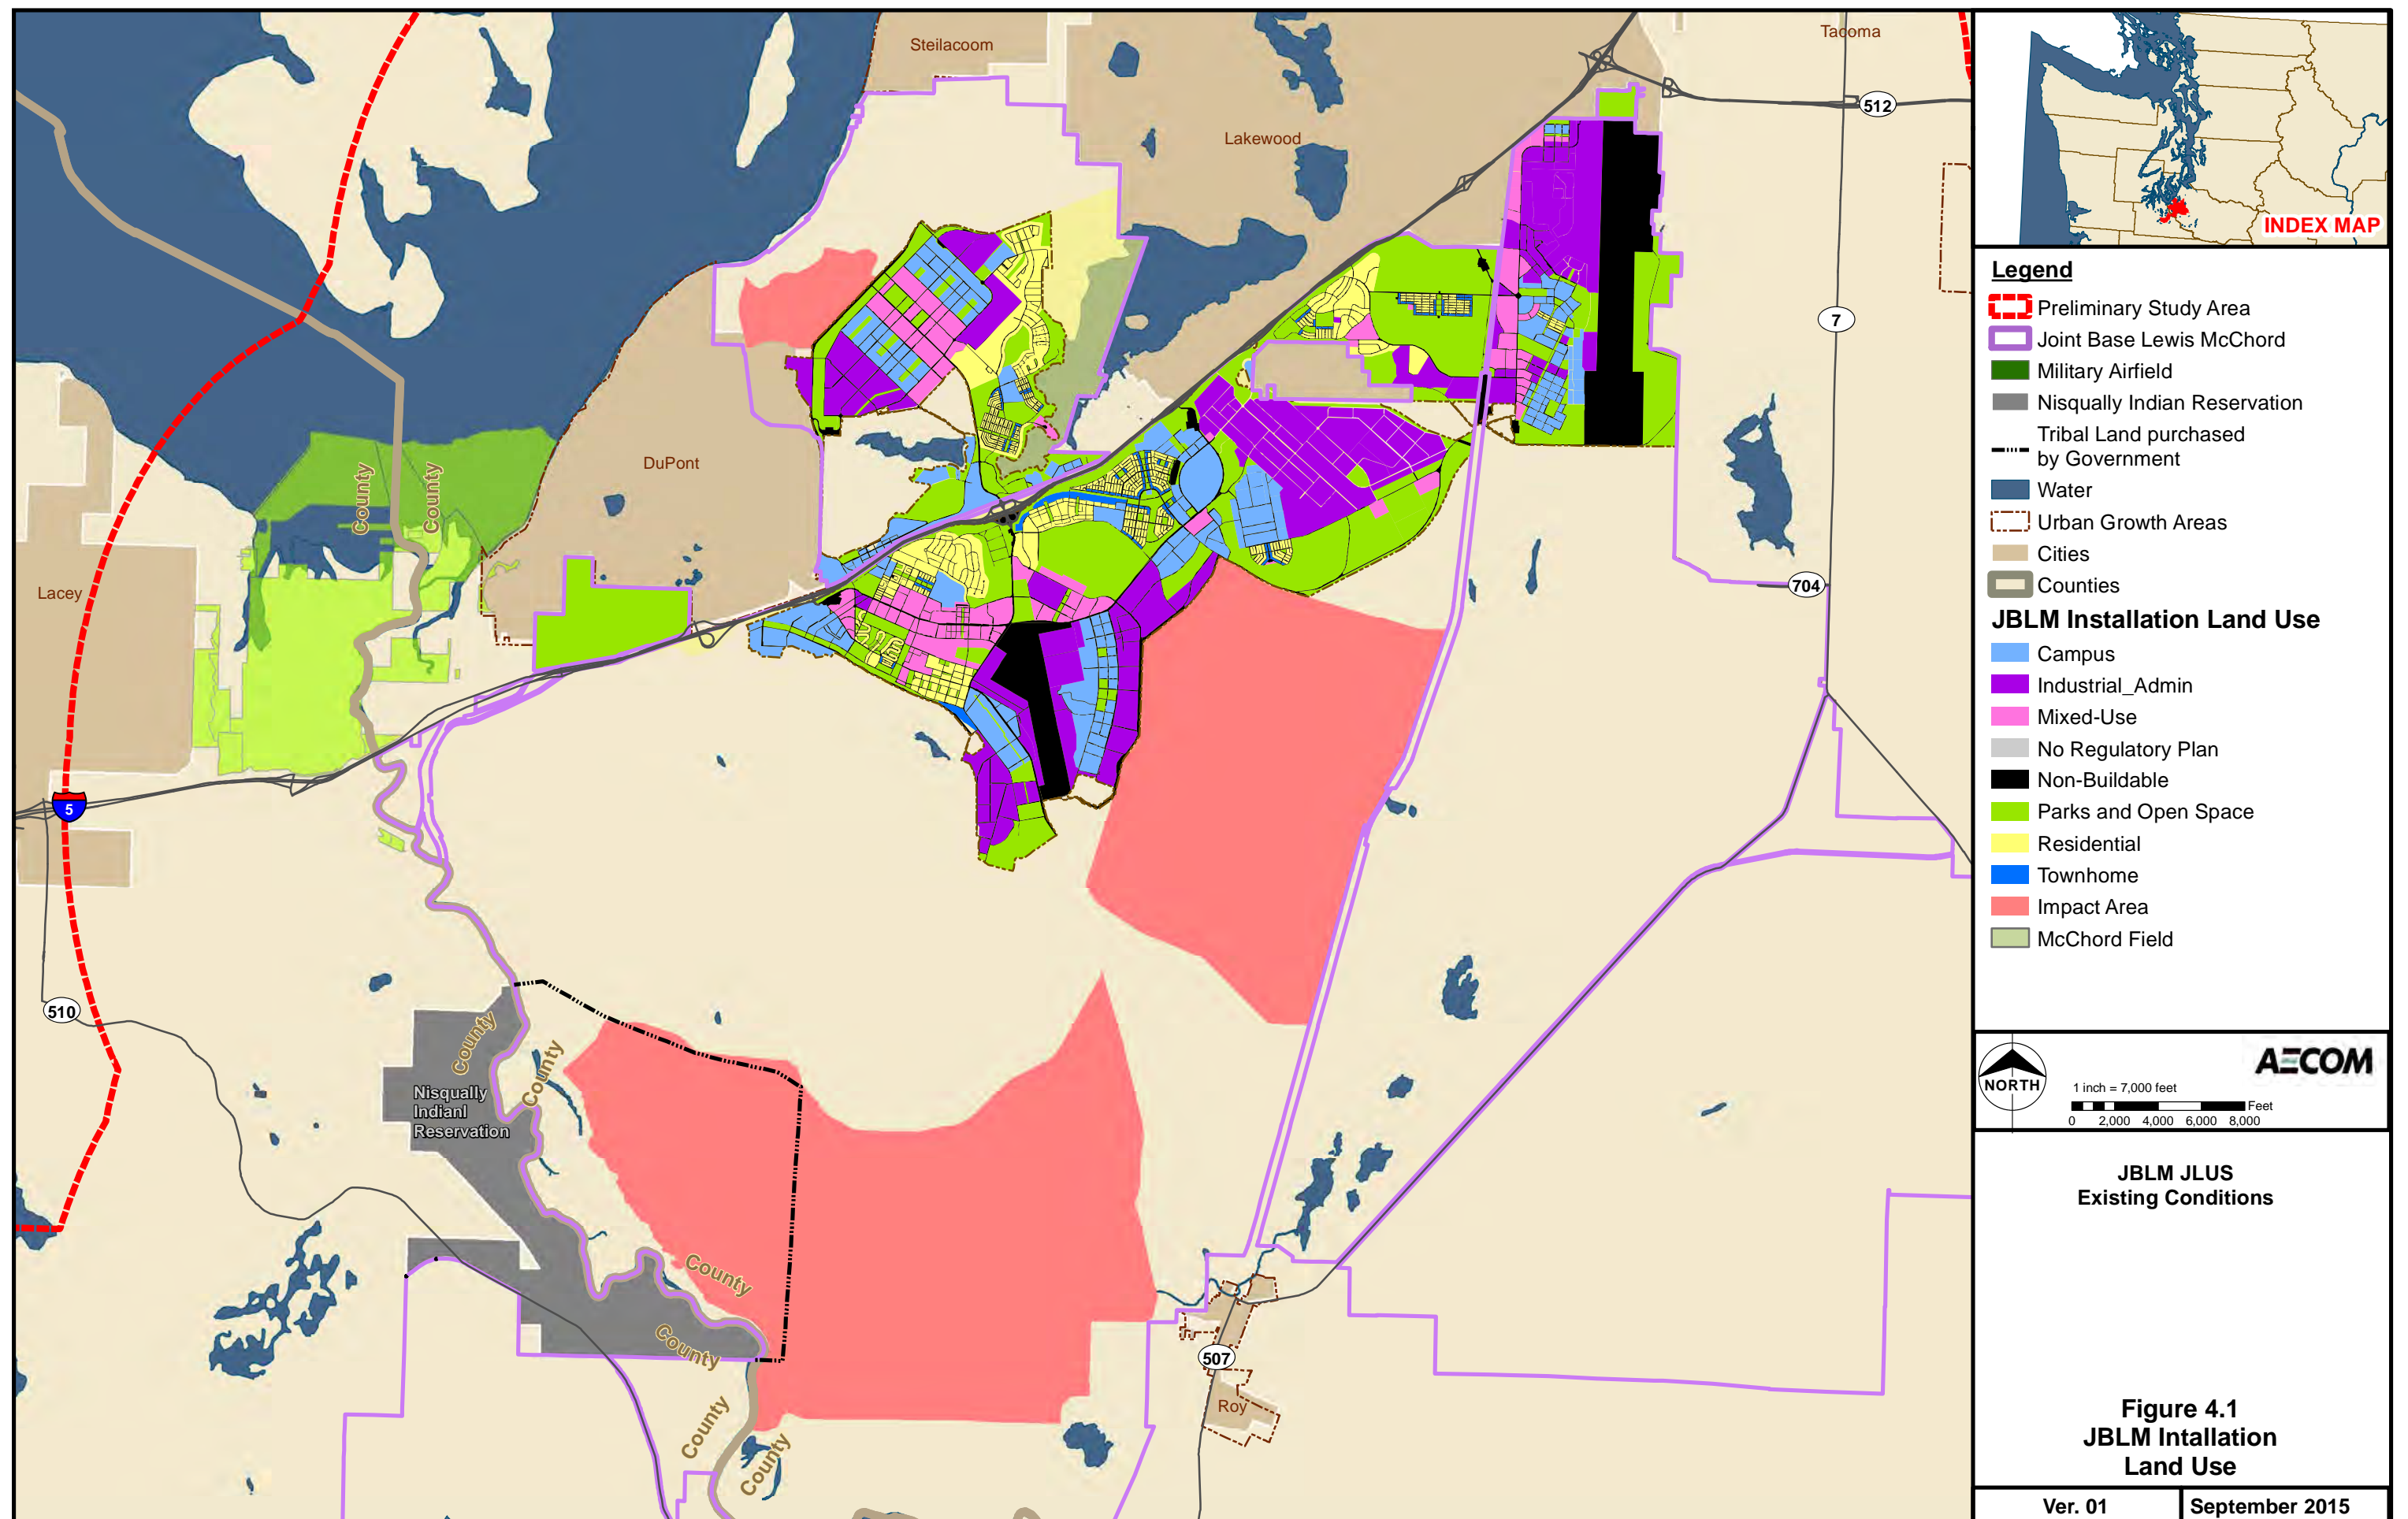 Steilacoom
Tacoma
Lakewood
512
7
DuPont
County
County
Lacey
704
5
510
County
County
Nisqually
Indianl
Reservation
County
County
County
County
507
Roy
INDEX MAP
Legend
Preliminary Study Area
Joint Base Lewis McChord
Military Airfield
Nisqually Indian Reservation
Tribal Land purchased
by Government
Water
Urban Growth Areas
Cities
Counties
JBLM Installation Land Use
Campus
Industrial_Admin
Mixed-Use
No Regulatory Plan
Non-Buildable
Parks and Open Space
Residential
Townhome
Impact Area
McChord Field
NORTH
AECOM
1 inch = 7,000 feet
Feet
0 2,000 4,000 6,000 8,000
JBLM JLUS
Existing Conditions
Figure 4.1
JBLM Intallation
Land Use
Ver. 01
September 2015